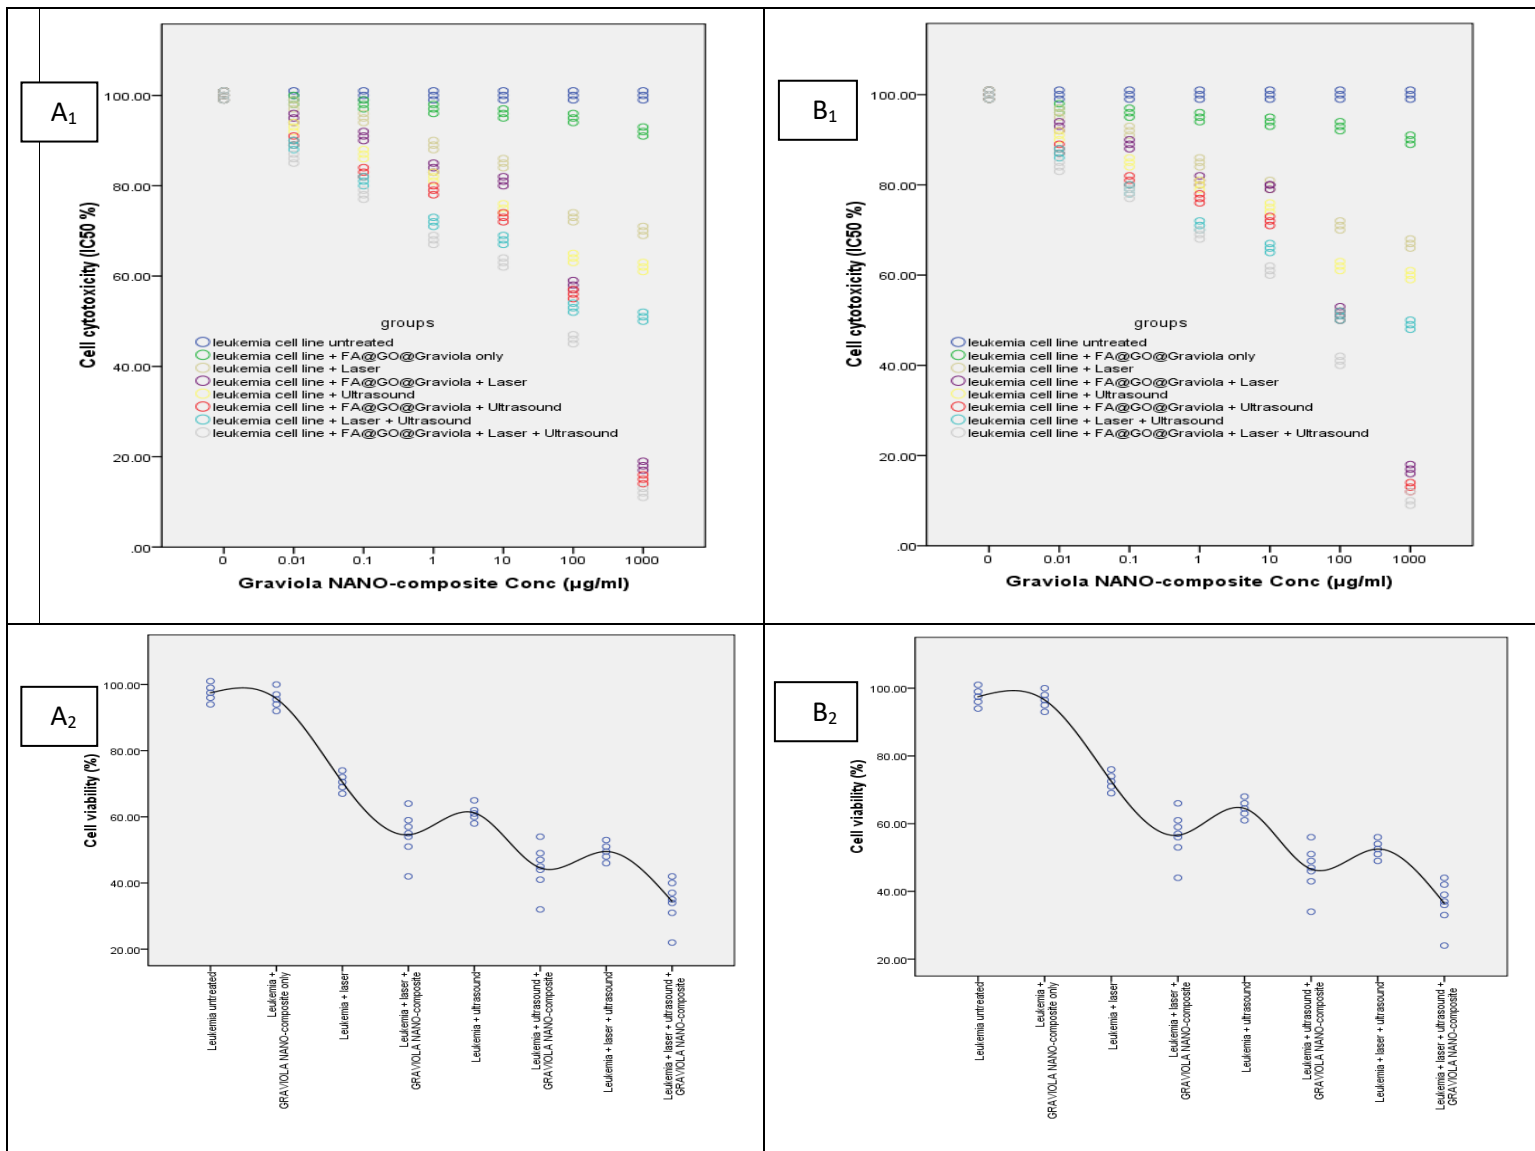 A1
Cell cytotoxicity (IC50 %)
100.00
80.00
60.00
40.00
20.00
.00
groups
leukemia cell line untreated
leukemia cell line + FA@GO@Graviola only
leukemia cell line + Laser
leukemia cell line + FA@GO@Graviola + Laser
leukemia cell line + Ultrasound
leukemia cell line + FA@GO@Graviola + Ultrasound
leukemia cell line + Laser + Ultrasound
leukemia cell line + FA@GO@Graviola + Laser + Ultrasound
0 0.01 0.1 1 10 100 1000
Graviola NANO-composite Conc (µg/ml)
B1
Cell cytotoxicity (IC50 %)
100.00
80.00
60.00
40.00
20.00
.00
groups
leukemia cell line untreated
leukemia cell line + FA@GO@Graviola only
leukemia cell line + Laser
leukemia cell line + FA@GO@Graviola + Laser
leukemia cell line + Ultrasound
leukemia cell line + FA@GO@Graviola + Ultrasound
leukemia cell line + Laser + Ultrasound
leukemia cell line + FA@GO@Graviola + Laser + Ultrasound
0 0.01 0.1 1 10 100 1000
Graviola NANO-composite Conc (µg/ml)
A2
Cell viability (%)
100.00
80.00
60.00
40.00
20.00
Leukemia untreated
Leukemia +
GRAVIOLA NANO-composite only
Leukemia + laser
Leukemia + laser +
GRAVIOLA NANO-composite
Leukemia + ultrasound
Leukemia + ultrasound +
GRAVIOLA NANO-composite
Leukemia + laser + ultrasound
Leukemia + laser + ultrasound +
GRAVIOLA NANO-composite
B2
Cell viability (%)
100.00
80.00
60.00
40.00
20.00
Leukemia untreated
Leukemia +
GRAVIOLA NANO-composite only
Leukemia + laser
Leukemia + laser +
GRAVIOLA NANO-composite
Leukemia + ultrasound
Leukemia + ultrasound +
GRAVIOLA NANO-composite
Leukemia + laser + ultrasound
Leukemia + laser + ultrasound +
GRAVIOLA NANO-composite